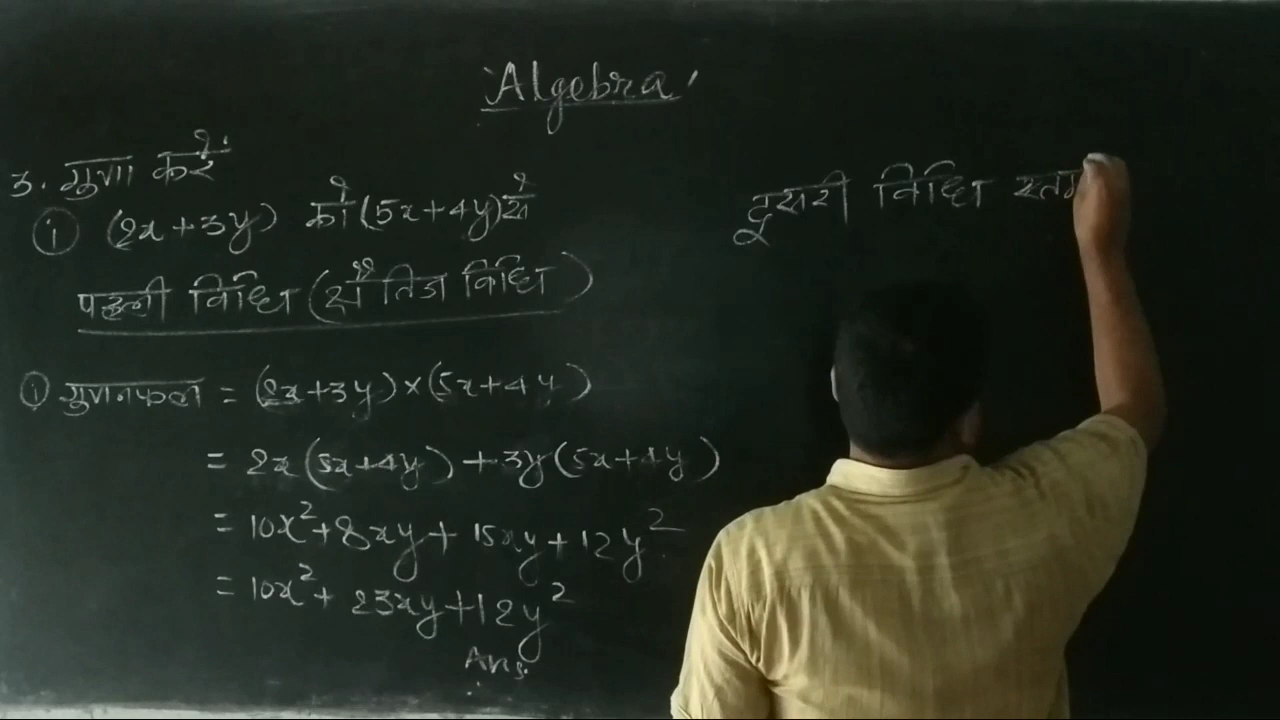 'Algebra'
3. गुणा करें:
(i) (2x+3y) को (5x+4y) से
पहली विधि (क्षैतिज विधि)
(i) गुणनफल = (2x+3y)×(5x+4y)
= 2x(5x+4y)+3y(5x+4y)
= 10x²+8xy+15xy+12y²
= 10x²+23xy+12y²
Ans.
दूसरी विधि